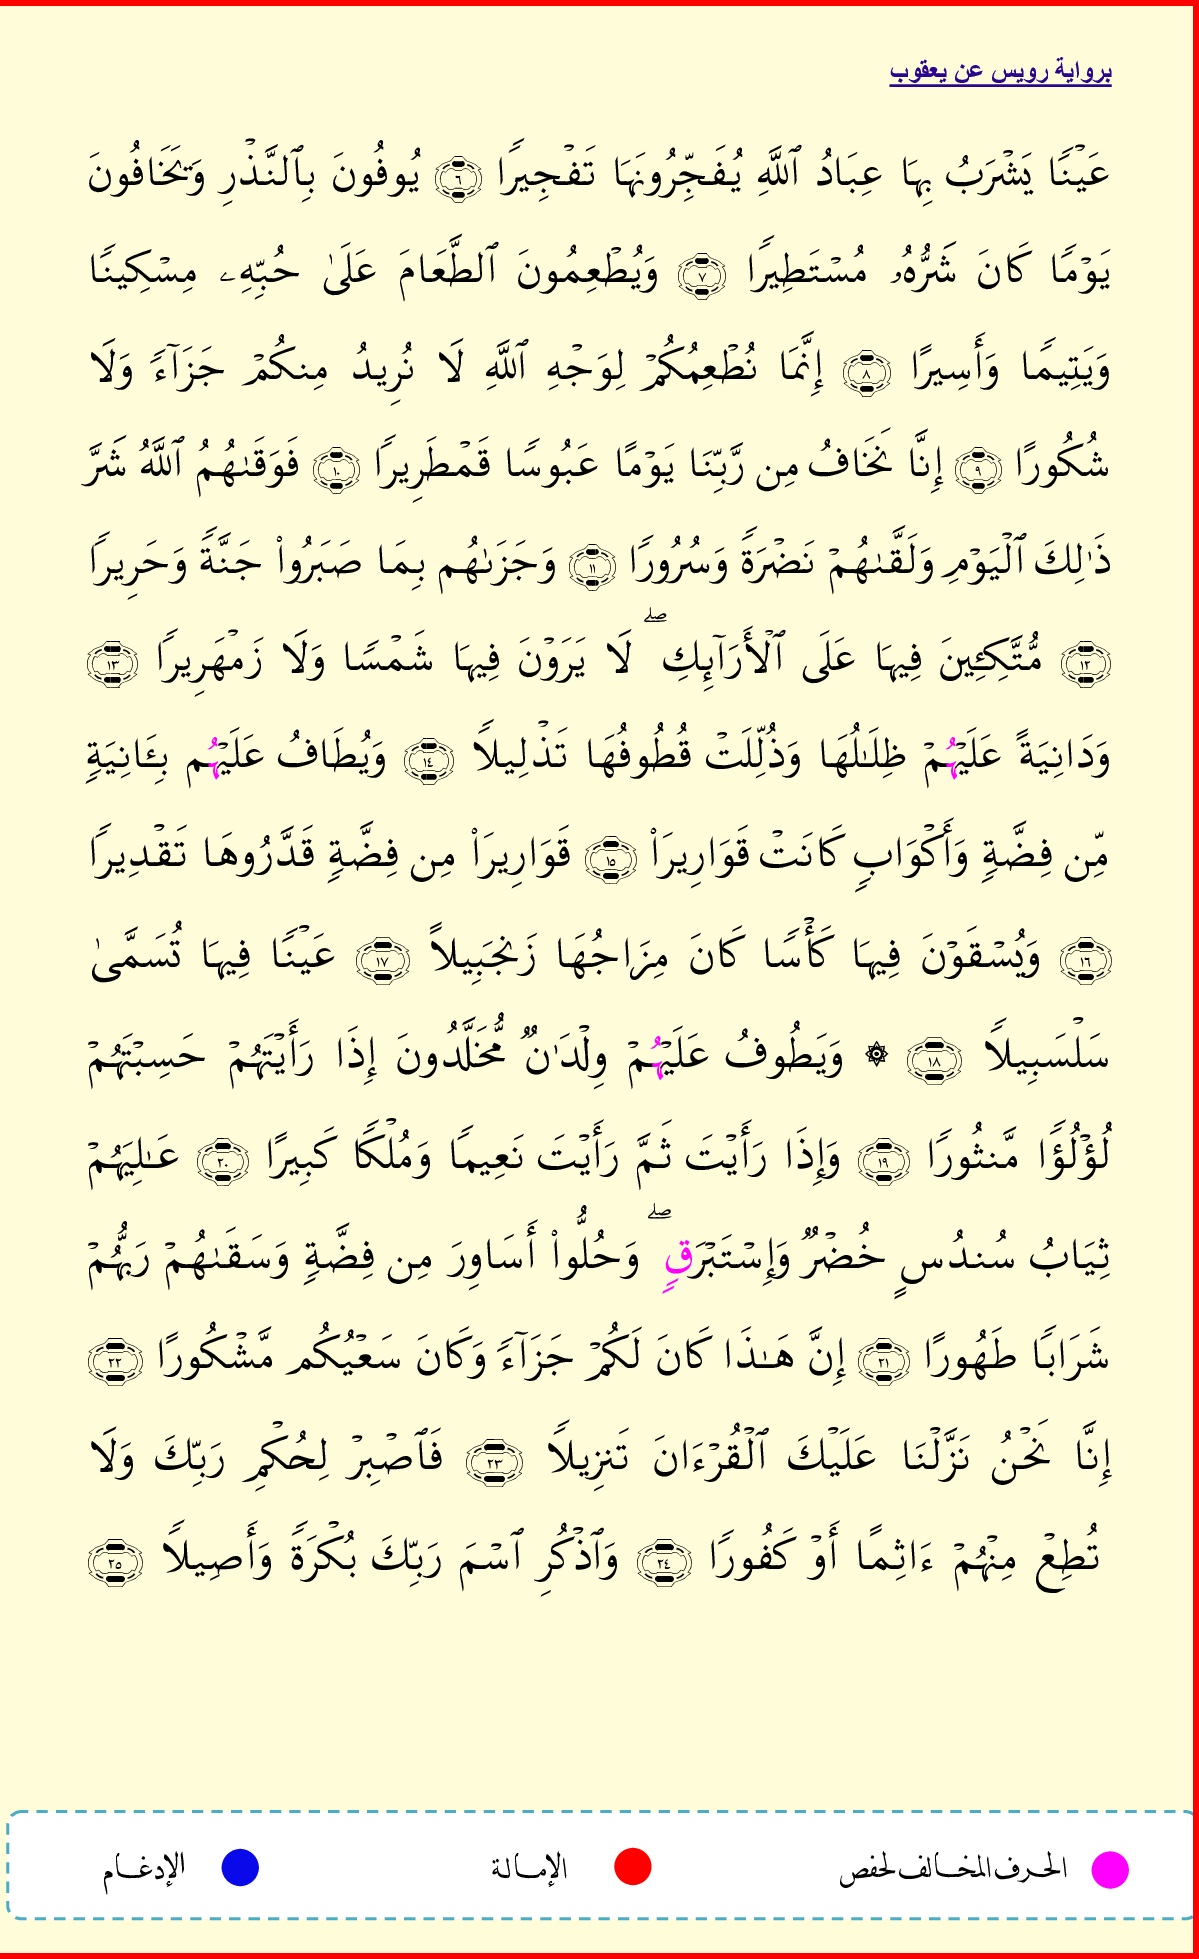 برواية رويس عن يعقوب
عَيۡنٗا يَشۡرَبُ بِهَا عِبَادُ ٱللَّهِ يُفَجِّرُونَهَا تَفۡجِيرٗا ٦ يُوفُونَ بِٱلنَّذۡرِ وَيَخَافُونَ
يَوۡمٗا كَانَ شَرُّهُۥ مُسۡتَطِيرٗا ٧ وَيُطۡعِمُونَ ٱلطَّعَامَ عَلَىٰ حُبِّهِۦ مِسۡكِينٗا
وَيَتِيمٗا وَأَسِيرًا ٨ إِنَّمَا نُطۡعِمُكُمۡ لِوَجۡهِ ٱللَّهِ لَا نُرِيدُ مِنكُمۡ جَزَآءٗ وَلَا
شُكُورًا ٩ إِنَّا نَخَافُ مِن رَّبِّنَا يَوۡمًا عَبُوسٗا قَمۡطَرِيرٗا ١٠ فَوَقَىٰهُمُ ٱللَّهُ شَرَّ
ذَٰلِكَ ٱلۡيَوۡمِ وَلَقَّىٰهُمۡ نَضۡرَةٗ وَسُرُورٗا ١١ وَجَزَىٰهُم بِمَا صَبَرُواْ جَنَّةٗ وَحَرِيرٗا
١٢ مُّتَّكِـِٔينَ فِيهَا عَلَى ٱلۡأَرَآئِكِۖ لَا يَرَوۡنَ فِيهَا شَمۡسٗا وَلَا زَمۡهَرِيرٗا ١٣
وَدَانِيَةً عَلَيۡهُمۡ ظِلَٰلُهَا وَذُلِّلَتۡ قُطُوفُهَا تَذۡلِيلٗا ١٤ وَيُطَافُ عَلَيۡهُم بِـَٔانِيَةٖ
مِّن فِضَّةٖ وَأَكۡوَابٖ كَانَتۡ قَوَارِيرَا۠ ١٥ قَوَارِيرَاْ مِن فِضَّةٖ قَدَّرُوهَا تَقۡدِيرٗا
١٦ وَيُسۡقَوۡنَ فِيهَا كَأۡسٗا كَانَ مِزَاجُهَا زَنجَبِيلًا ١٧ عَيۡنٗا فِيهَا تُسَمَّىٰ
سَلۡسَبِيلٗا ١٨ ۞ وَيَطُوفُ عَلَيۡهُمۡ وِلۡدَٰنٞ مُّخَلَّدُونَ إِذَا رَأَيۡتَهُمۡ حَسِبۡتَهُمۡ
لُؤۡلُؤٗا مَّنثُورٗا ١٩ وَإِذَا رَأَيۡتَ ثَمَّ رَأَيۡتَ نَعِيمٗا وَمُلۡكٗا كَبِيرًا ٢٠ عَٰلِيَهُمۡ
ثِيَابُ سُندُسٍ خُضۡرٞ وَإِسۡتَبۡرَقٖۖ وَحُلُّوٓاْ أَسَاوِرَ مِن فِضَّةٖ وَسَقَىٰهُمۡ رَبُّهُمۡ
شَرَابٗا طَهُورًا ٢١ إِنَّ هَٰذَا كَانَ لَكُمۡ جَزَآءٗ وَكَانَ سَعۡيُكُم مَّشۡكُورًا ٢٢
إِنَّا نَحۡنُ نَزَّلۡنَا عَلَيۡكَ ٱلۡقُرۡءَانَ تَنزِيلٗا ٢٣ فَٱصۡبِرۡ لِحُكۡمِ رَبِّكَ وَلَا
تُطِعۡ مِنۡهُمۡ ءَاثِمًا أَوۡ كَفُورٗا ٢٤ وَٱذۡكُرِ ٱسۡمَ رَبِّكَ بُكۡرَةٗ وَأَصِيلٗا ٢٥
الحرف المخالف لحفص الإمالة الإدغام